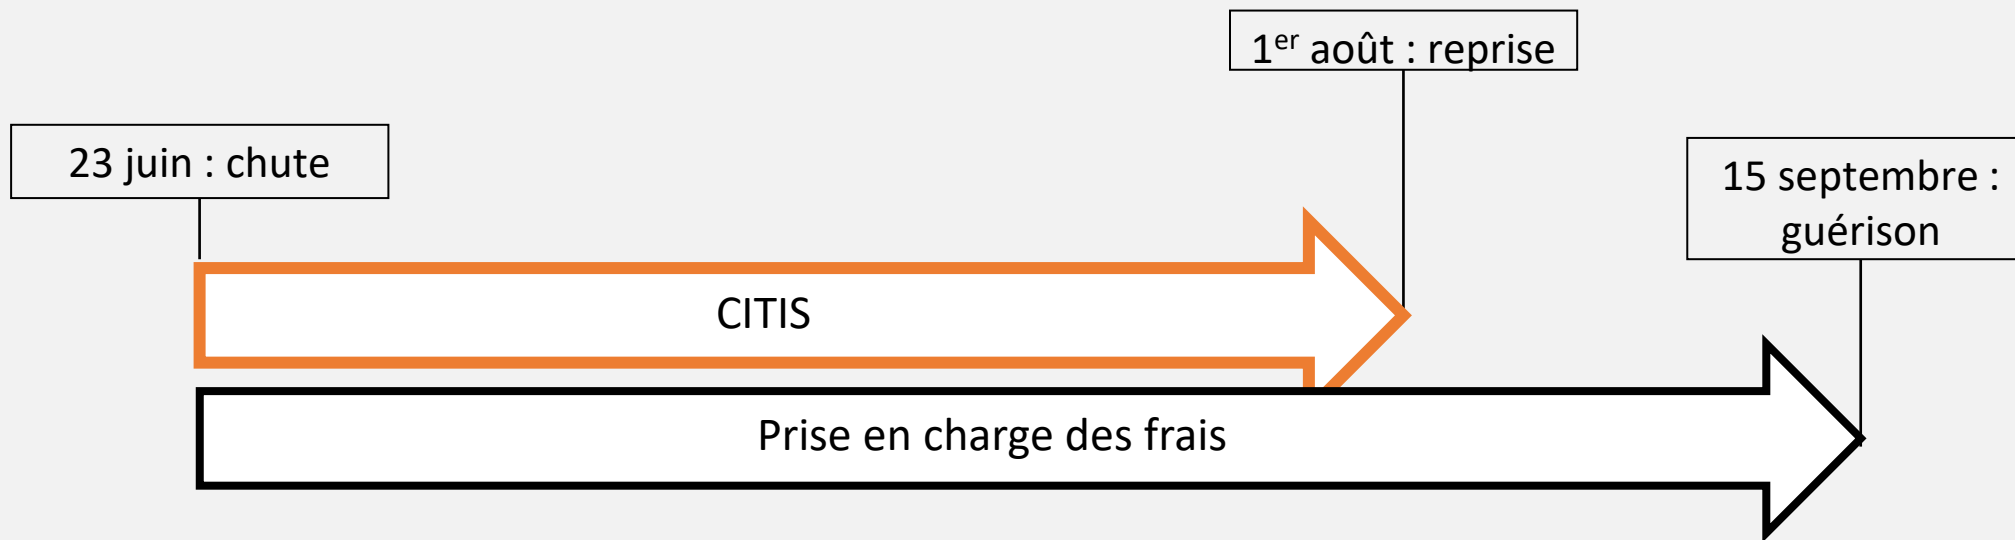 1er août : reprise
23 juin : chute
15 septembre :
guérison
CITIS
Prise en charge des frais